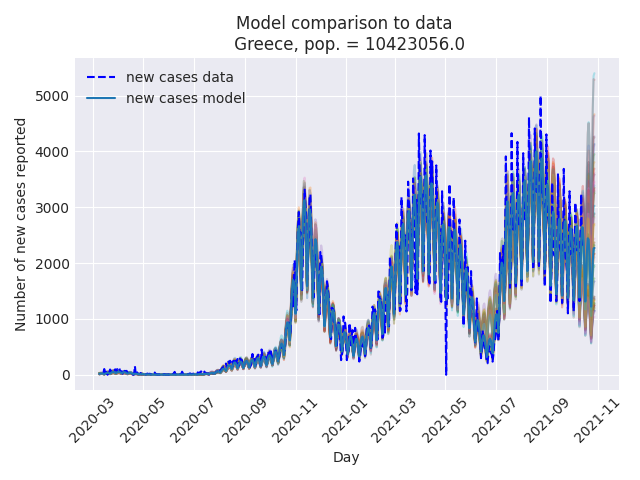 Model comparison to data
Greece, pop. = 10423056.0
new cases data
new cases model
Number of new cases reported
5000
4000
3000
2000
1000
0
2020-03
2020-05
2020-07
2020-09
2020-11
2021-01
2021-03
2021-05
2021-07
2021-09
2021-11
Day